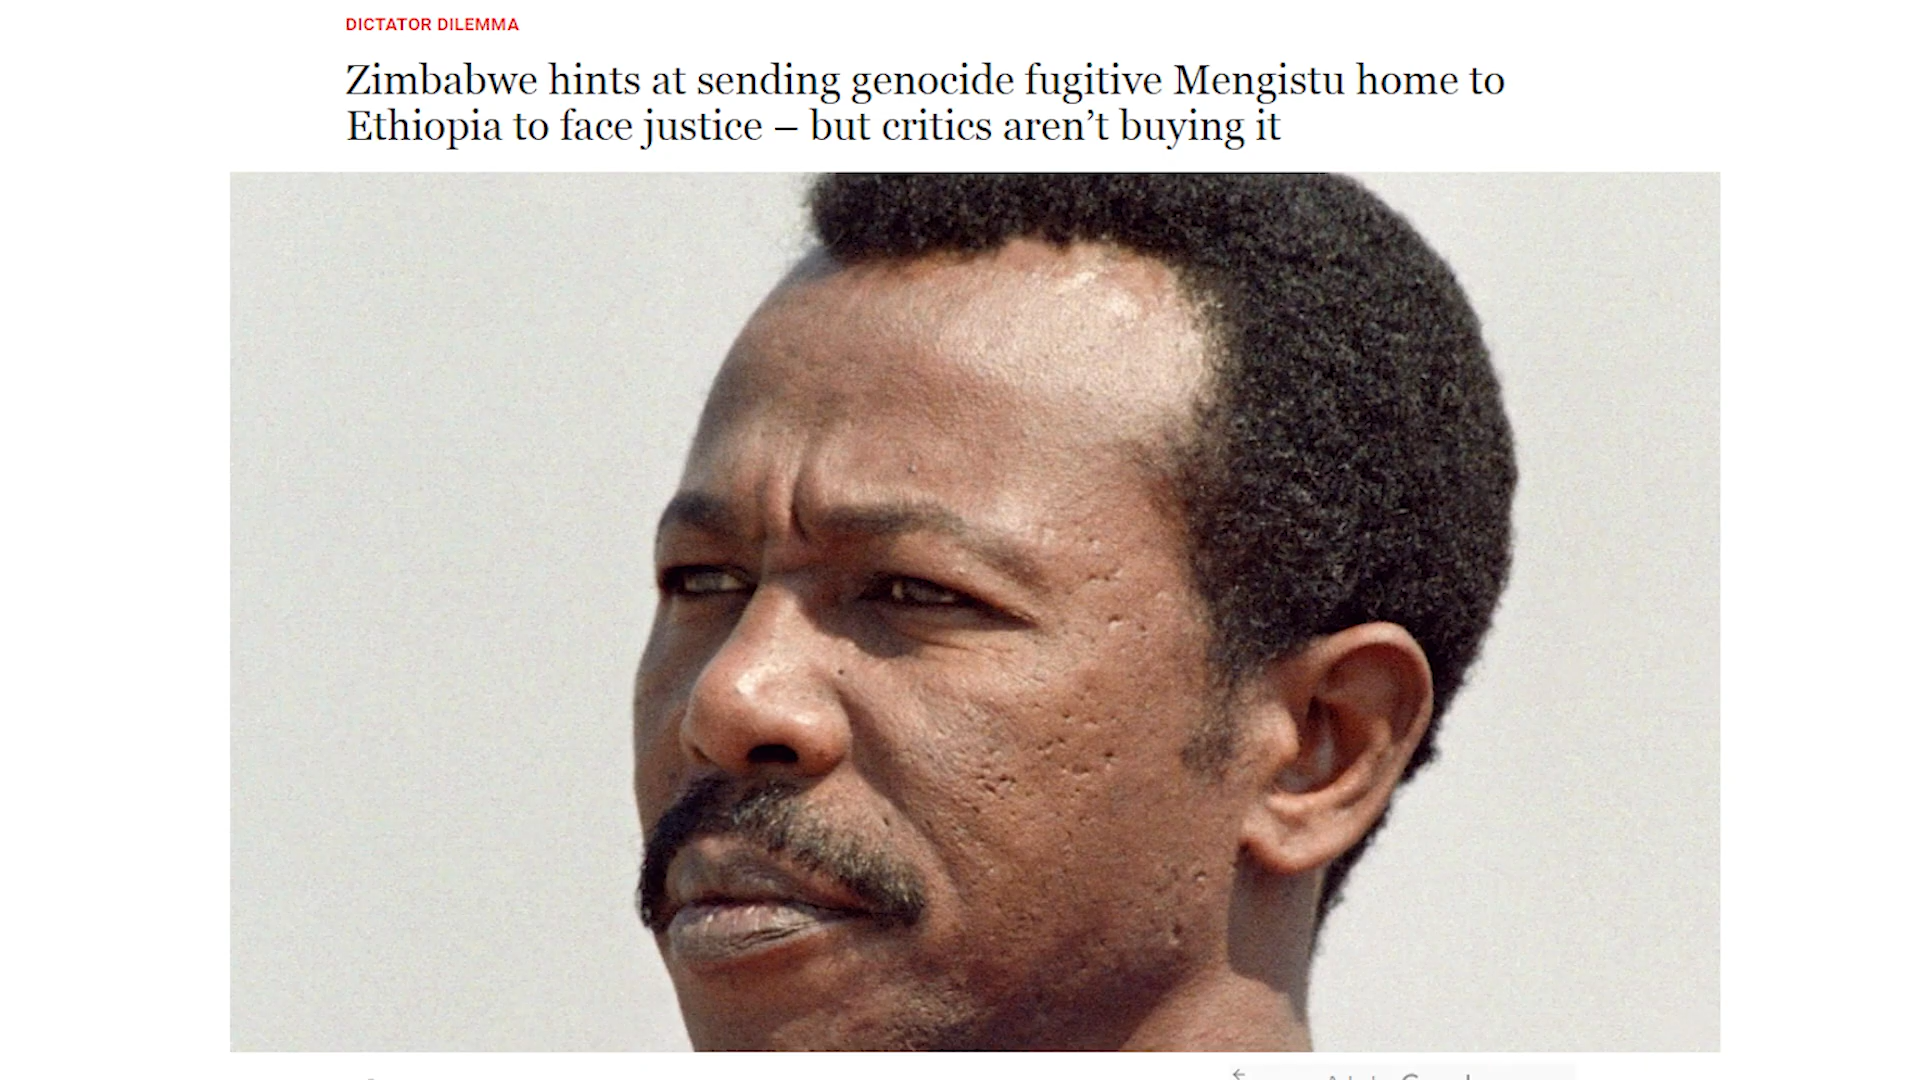 DICTATOR DILEMMA
Zimbabwe hints at sending genocide fugitive Mengistu home to
Ethiopia to face justice – but critics aren’t buying it